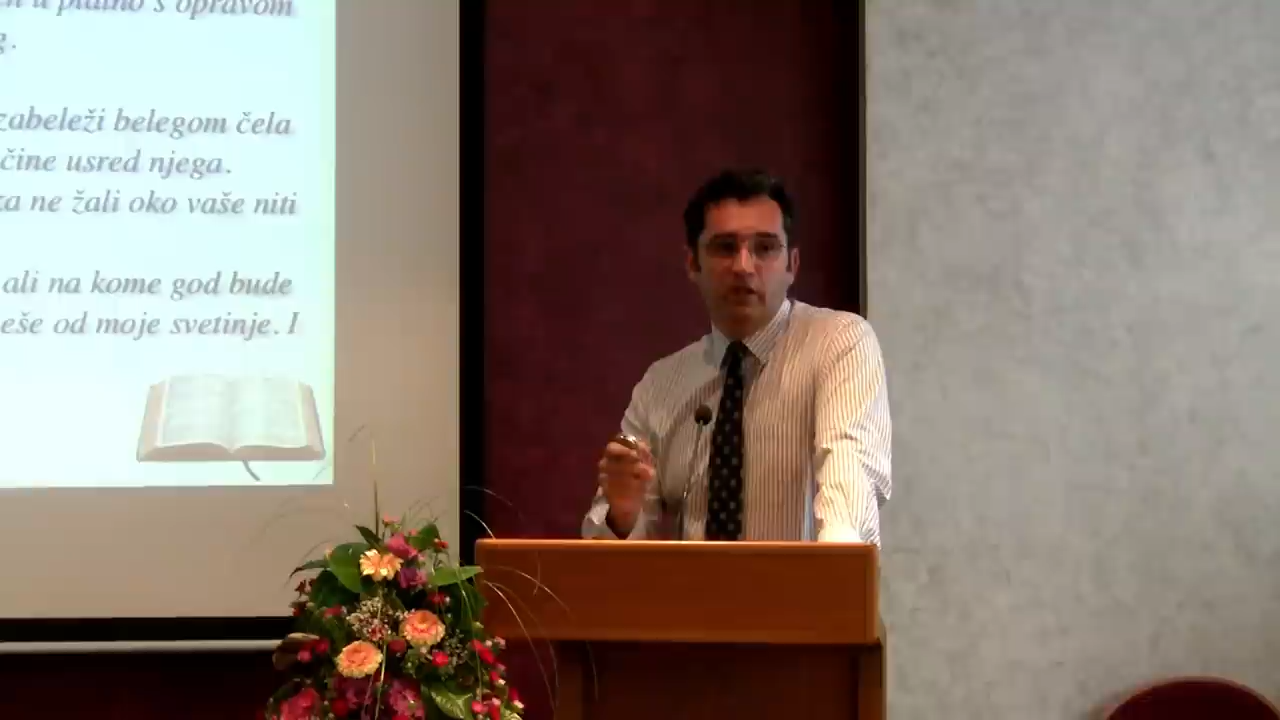 u platno s opravom
g.
zabeleži belegom čela
čine usred njega.
za ne žali oko vaše niti
ali na kome god bude
eše od moje svetinje. I